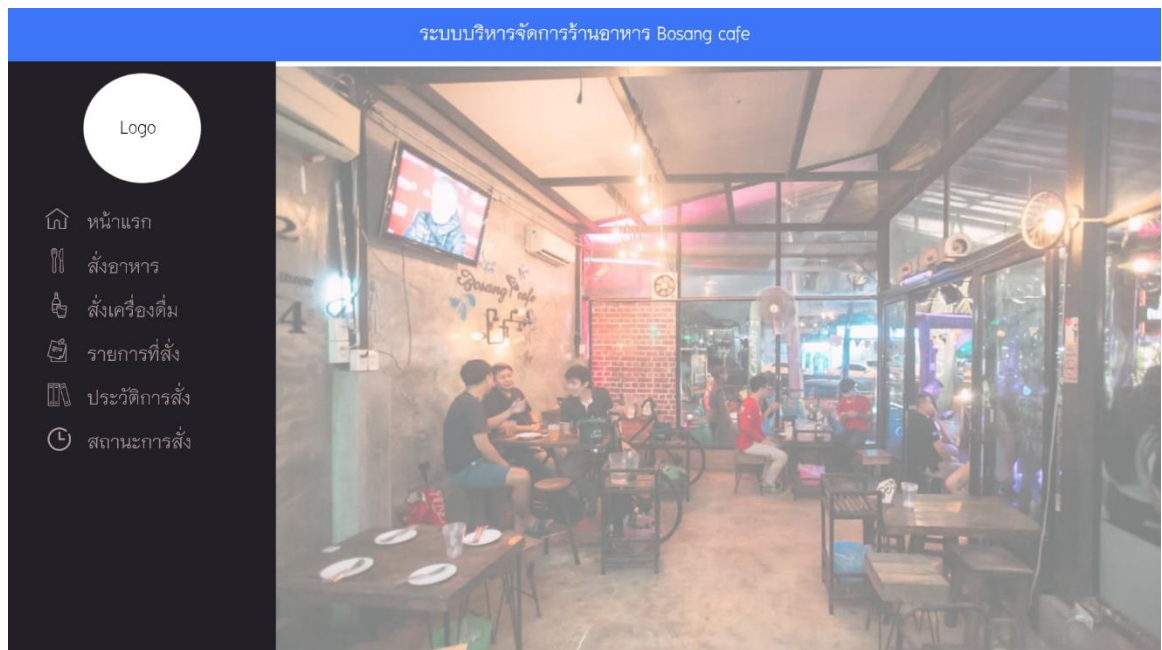 ระบบบริหารจัดการร้านอาหาร Bosang cafe
Logo
หน้าแรก
สั่งอาหาร
สั่งเครื่องดื่ม
รายการที่สั่ง
ประวัติการสั่ง
สถานะการสั่ง
2
4
Bosang Cafe